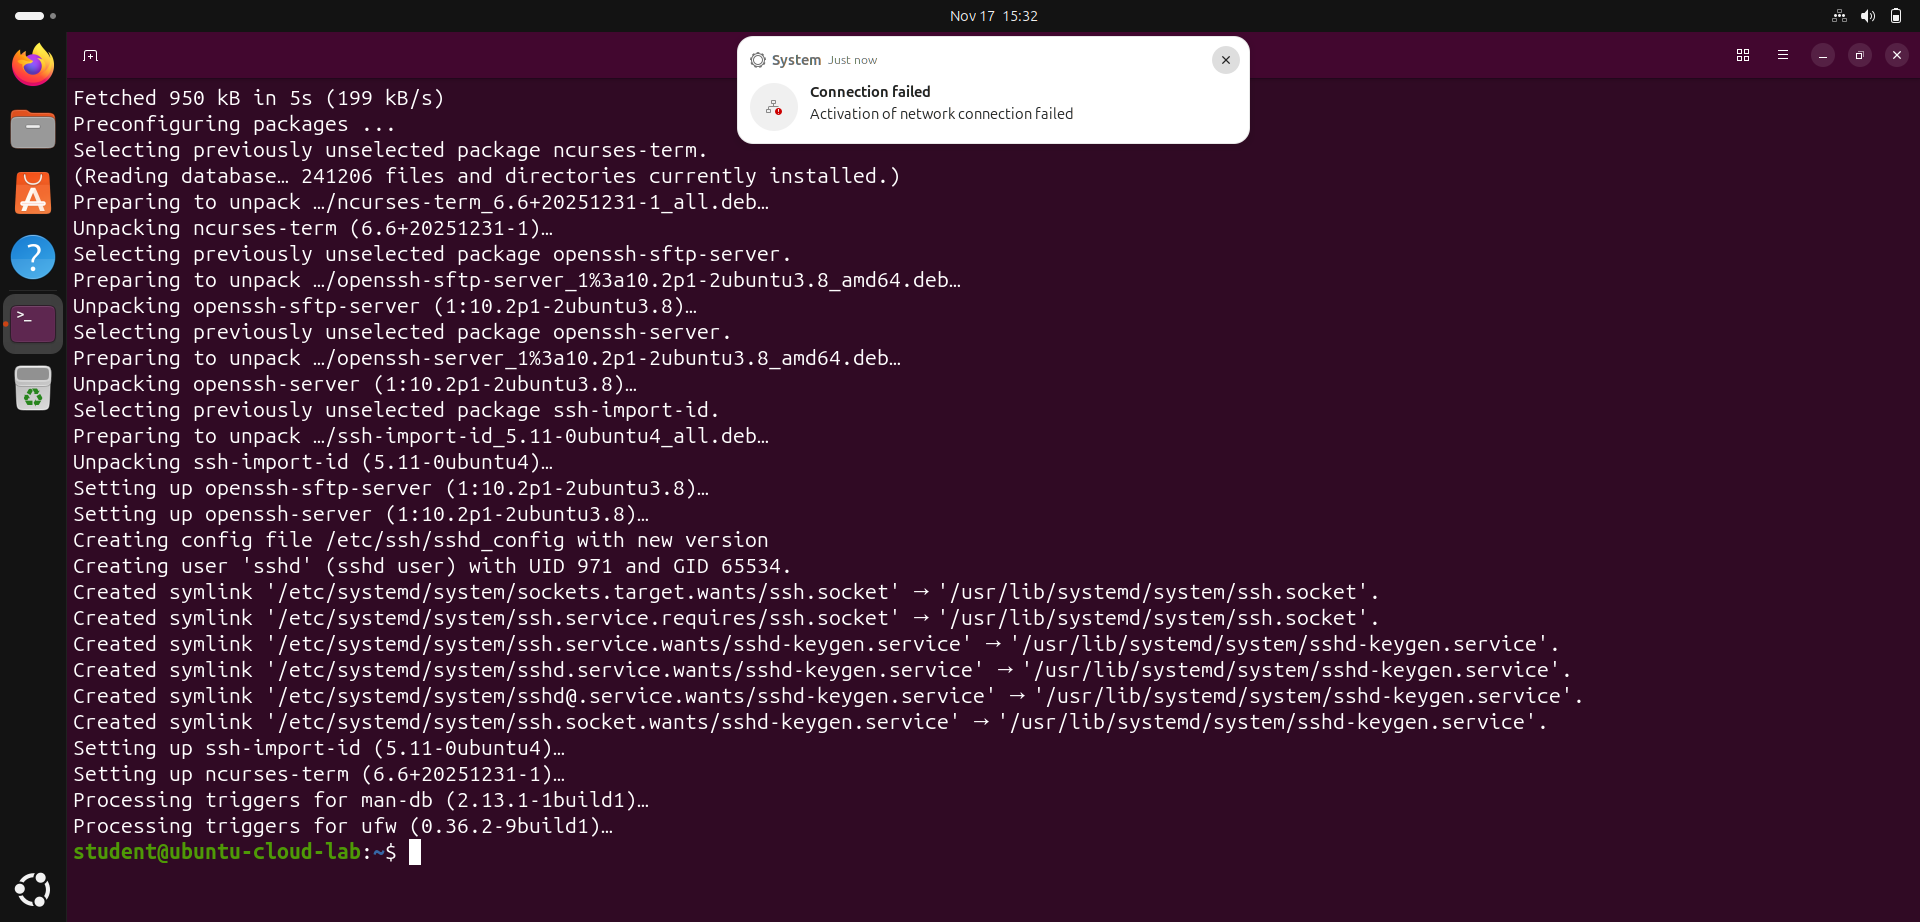 Nov 17 15:32
System Just now
Connection failed
Activation of network connection failed
Fetched 950 kB in 5s (199 kB/s)
Preconfiguring packages ...
Selecting previously unselected package ncurses-term.
(Reading database… 241206 files and directories currently installed.)
Preparing to unpack …/ncurses-term_6.6+20251231-1_all.deb…
Unpacking ncurses-term (6.6+20251231-1)…
Selecting previously unselected package openssh-sftp-server.
Preparing to unpack …/openssh-sftp-server_1%3a10.2p1-2ubuntu3.8_amd64.deb…
Unpacking openssh-sftp-server (1:10.2p1-2ubuntu3.8)…
Selecting previously unselected package openssh-server.
Preparing to unpack …/openssh-server_1%3a10.2p1-2ubuntu3.8_amd64.deb…
Unpacking openssh-server (1:10.2p1-2ubuntu3.8)…
Selecting previously unselected package ssh-import-id.
Preparing to unpack …/ssh-import-id_5.11-0ubuntu4_all.deb…
Unpacking ssh-import-id (5.11-0ubuntu4)…
Setting up openssh-sftp-server (1:10.2p1-2ubuntu3.8)…
Setting up openssh-server (1:10.2p1-2ubuntu3.8)…
Creating config file /etc/ssh/sshd_config with new version
Creating user 'sshd' (sshd user) with UID 971 and GID 65534.
Created symlink '/etc/systemd/system/sockets.target.wants/ssh.socket' → '/usr/lib/systemd/system/ssh.socket'.
Created symlink '/etc/systemd/system/ssh.service.requires/ssh.socket' → '/usr/lib/systemd/system/ssh.socket'.
Created symlink '/etc/systemd/system/ssh.service.wants/sshd-keygen.service' → '/usr/lib/systemd/system/sshd-keygen.service'.
Created symlink '/etc/systemd/system/sshd.service.wants/sshd-keygen.service' → '/usr/lib/systemd/system/sshd-keygen.service'.
Created symlink '/etc/systemd/system/sshd@.service.wants/sshd-keygen.service' → '/usr/lib/systemd/system/sshd-keygen.service'.
Created symlink '/etc/systemd/system/ssh.socket.wants/sshd-keygen.service' → '/usr/lib/systemd/system/sshd-keygen.service'.
Setting up ssh-import-id (5.11-0ubuntu4)…
Setting up ncurses-term (6.6+20251231-1)…
Processing triggers for man-db (2.13.1-1build1)…
Processing triggers for ufw (0.36.2-9build1)…
student@ubuntu-cloud-lab:~$